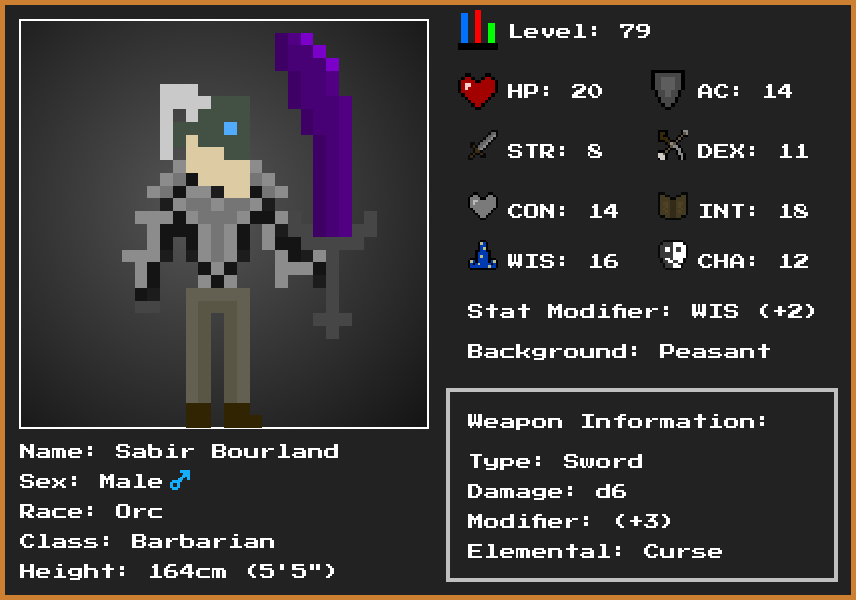 Level: 79
HP: 20 AC: 14
STR: 8 DEX: 11
CON: 14 INT: 18
WIS: 16 CHA: 12
Stat Modifier: WIS (+2)
Background: Peasant
Weapon Information:
Type: Sword
Damage: d6
Modifier: (+3)
Elemental: Curse
Name: Sabir Bourland
Sex: Male♂
Race: Orc
Class: Barbarian
Height: 164cm (5'5")